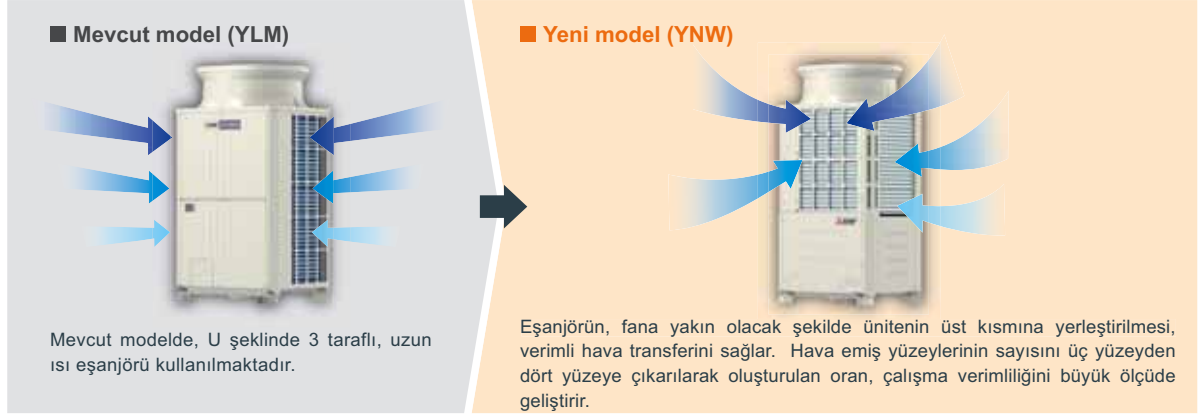 Mevcut model (YLM)
Mevcut modelde, U şeklinde 3 taraflı, uzun
ısı eşanjörü kullanılmaktadır.
Yeni model (YNW)
Eşanjörün, fana yakın olacak şekilde ünitenin üst kısmına yerleştirilmesi,
verimli hava transferini sağlar. Hava emiş yüzeylerinin sayısını üç yüzeyden
dört yüzeye çıkarılarak oluşturulan oran, çalışma verimliliğini büyük ölçüde
geliştirir.